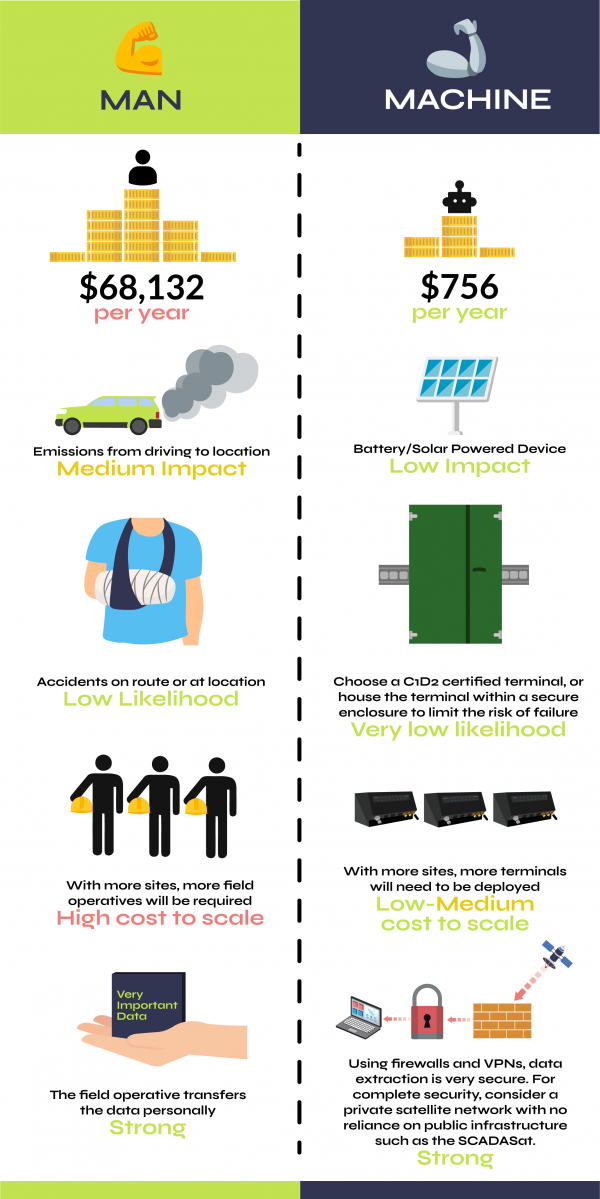 MAN
MACHINE
$68,132
per year
$756
per year
Emissions from driving to location
Medium Impact
Battery/Solar Powered Device
Low Impact
Accidents on route or at location
Low Likelihood
Choose a C1D2 certified terminal, or
house the terminal within a secure
enclosure to limit the risk of failure
Very low likelihood
With more sites, more field
operatives will be required
High cost to scale
With more sites, more terminals
will need to be deployed
Low-Medium
cost to scale
Very
Important
Data
The field operative transfers
the data personally
Strong
Using firewalls and VPNs, data
extraction is very secure. For
complete security, consider a
private satellite network with no
reliance on public infrastructure
such as the SCADASat.
Strong